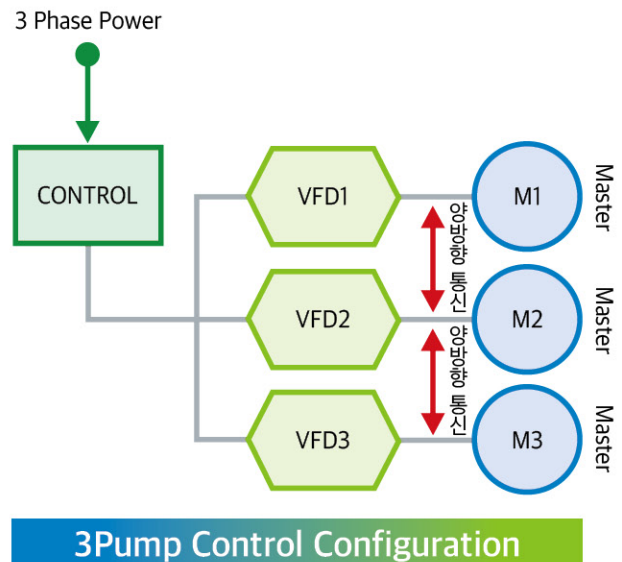 3 Phase Power
CONTROL
VFD1
M1
Master
양방향 통신
VFD2
M2
Master
양방향 통신
VFD3
M3
Master
3Pump Control Configuration